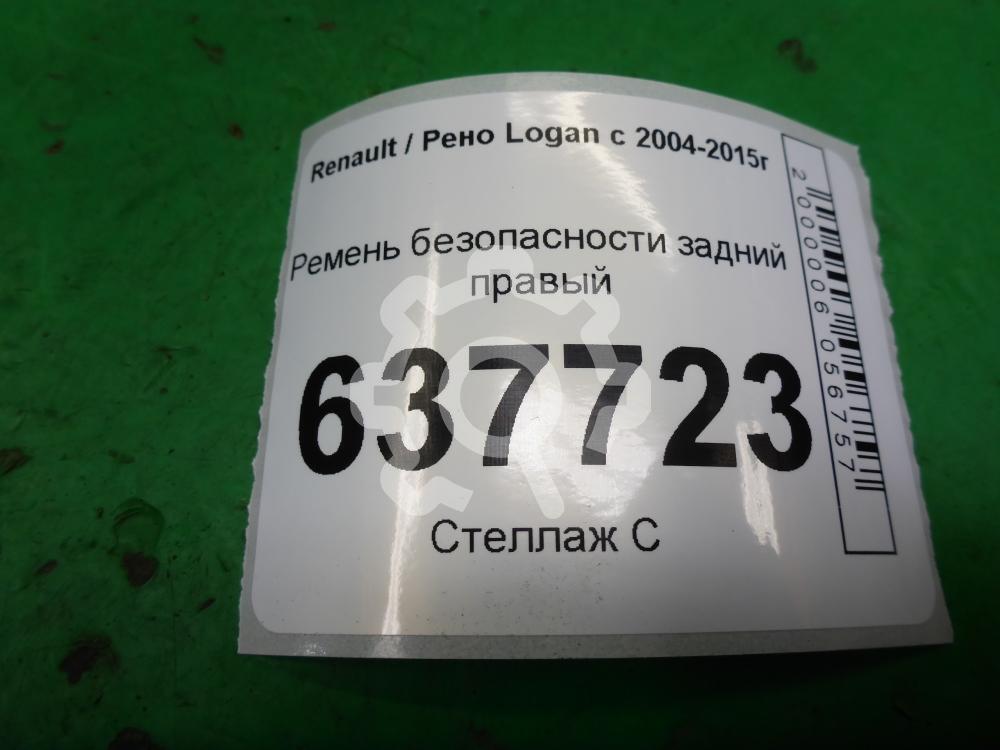 Renault / Рено Logan с 2004-2015г
Ремень безопасности задний
правый
637723
Стеллаж С
2000006056757